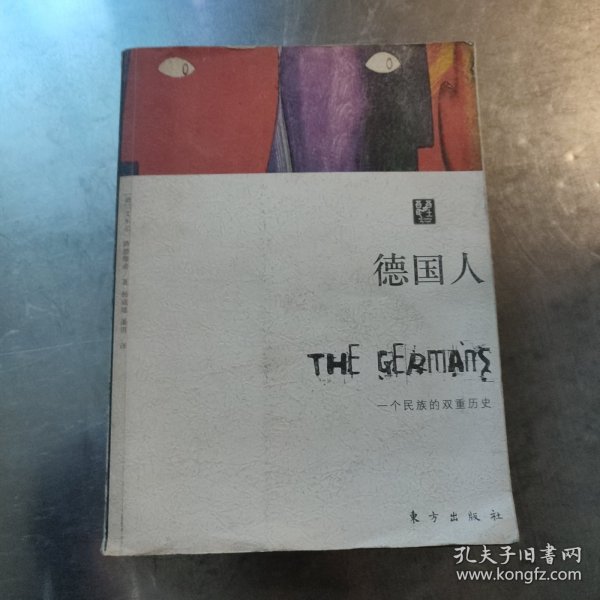 德国人
THE GERMANS
一个民族的双重历史
東方出版社
孔夫子旧书网
www.kongfz.com